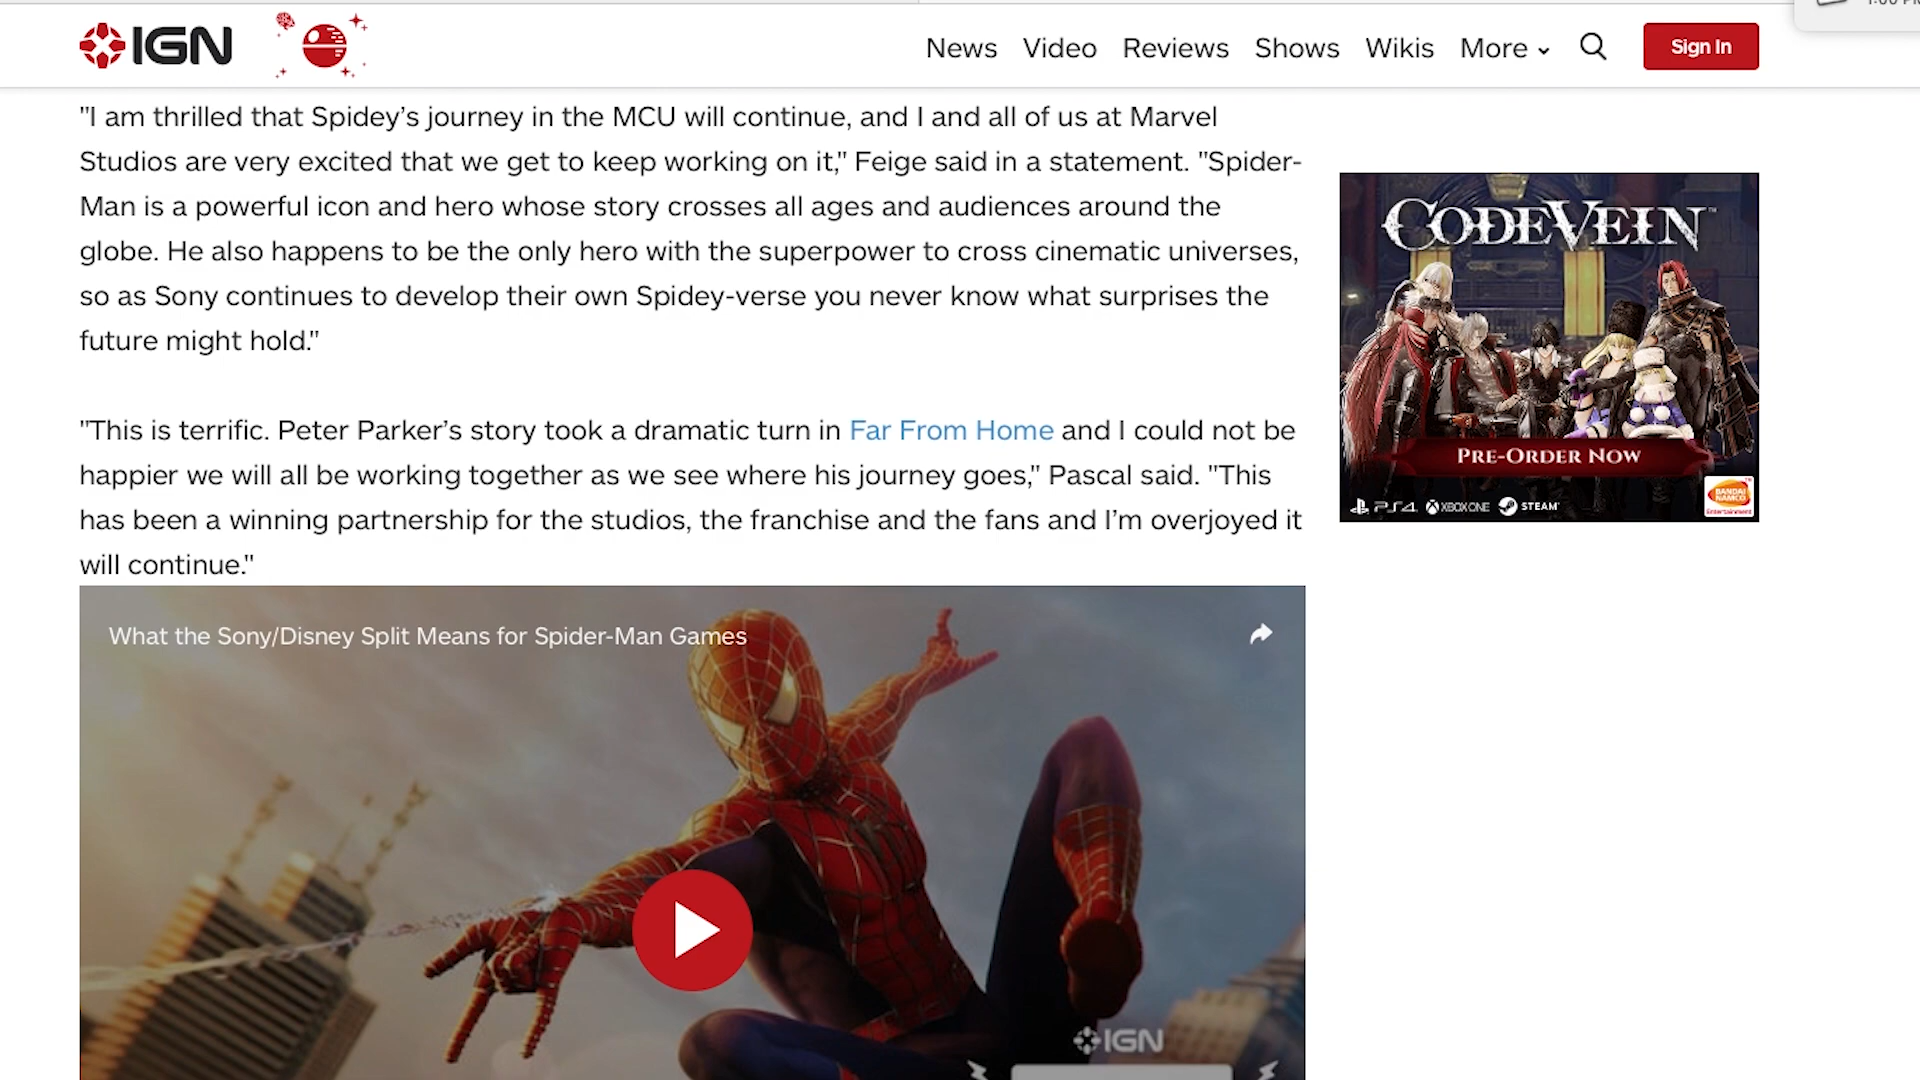 1:00 PM
IGN
News Video Reviews Shows Wikis More
Sign In
"I am thrilled that Spidey’s journey in the MCU will continue, and I and all of us at Marvel
Studios are very excited that we get to keep working on it," Feige said in a statement. "Spider-
Man is a powerful icon and hero whose story crosses all ages and audiences around the
globe. He also happens to be the only hero with the superpower to cross cinematic universes,
so as Sony continues to develop their own Spidey-verse you never know what surprises the
future might hold."
"This is terrific. Peter Parker’s story took a dramatic turn in Far From Home and I could not be
happier we will all be working together as we see where his journey goes," Pascal said. "This
has been a winning partnership for the studios, the franchise and the fans and I’m overjoyed it
will continue."
CODE VEIN™
PRE-ORDER NOW
PS4 XBOX ONE STEAM™
BANDAI
NAMCO
Entertainment
What the Sony/Disney Split Means for Spider-Man Games
IGN